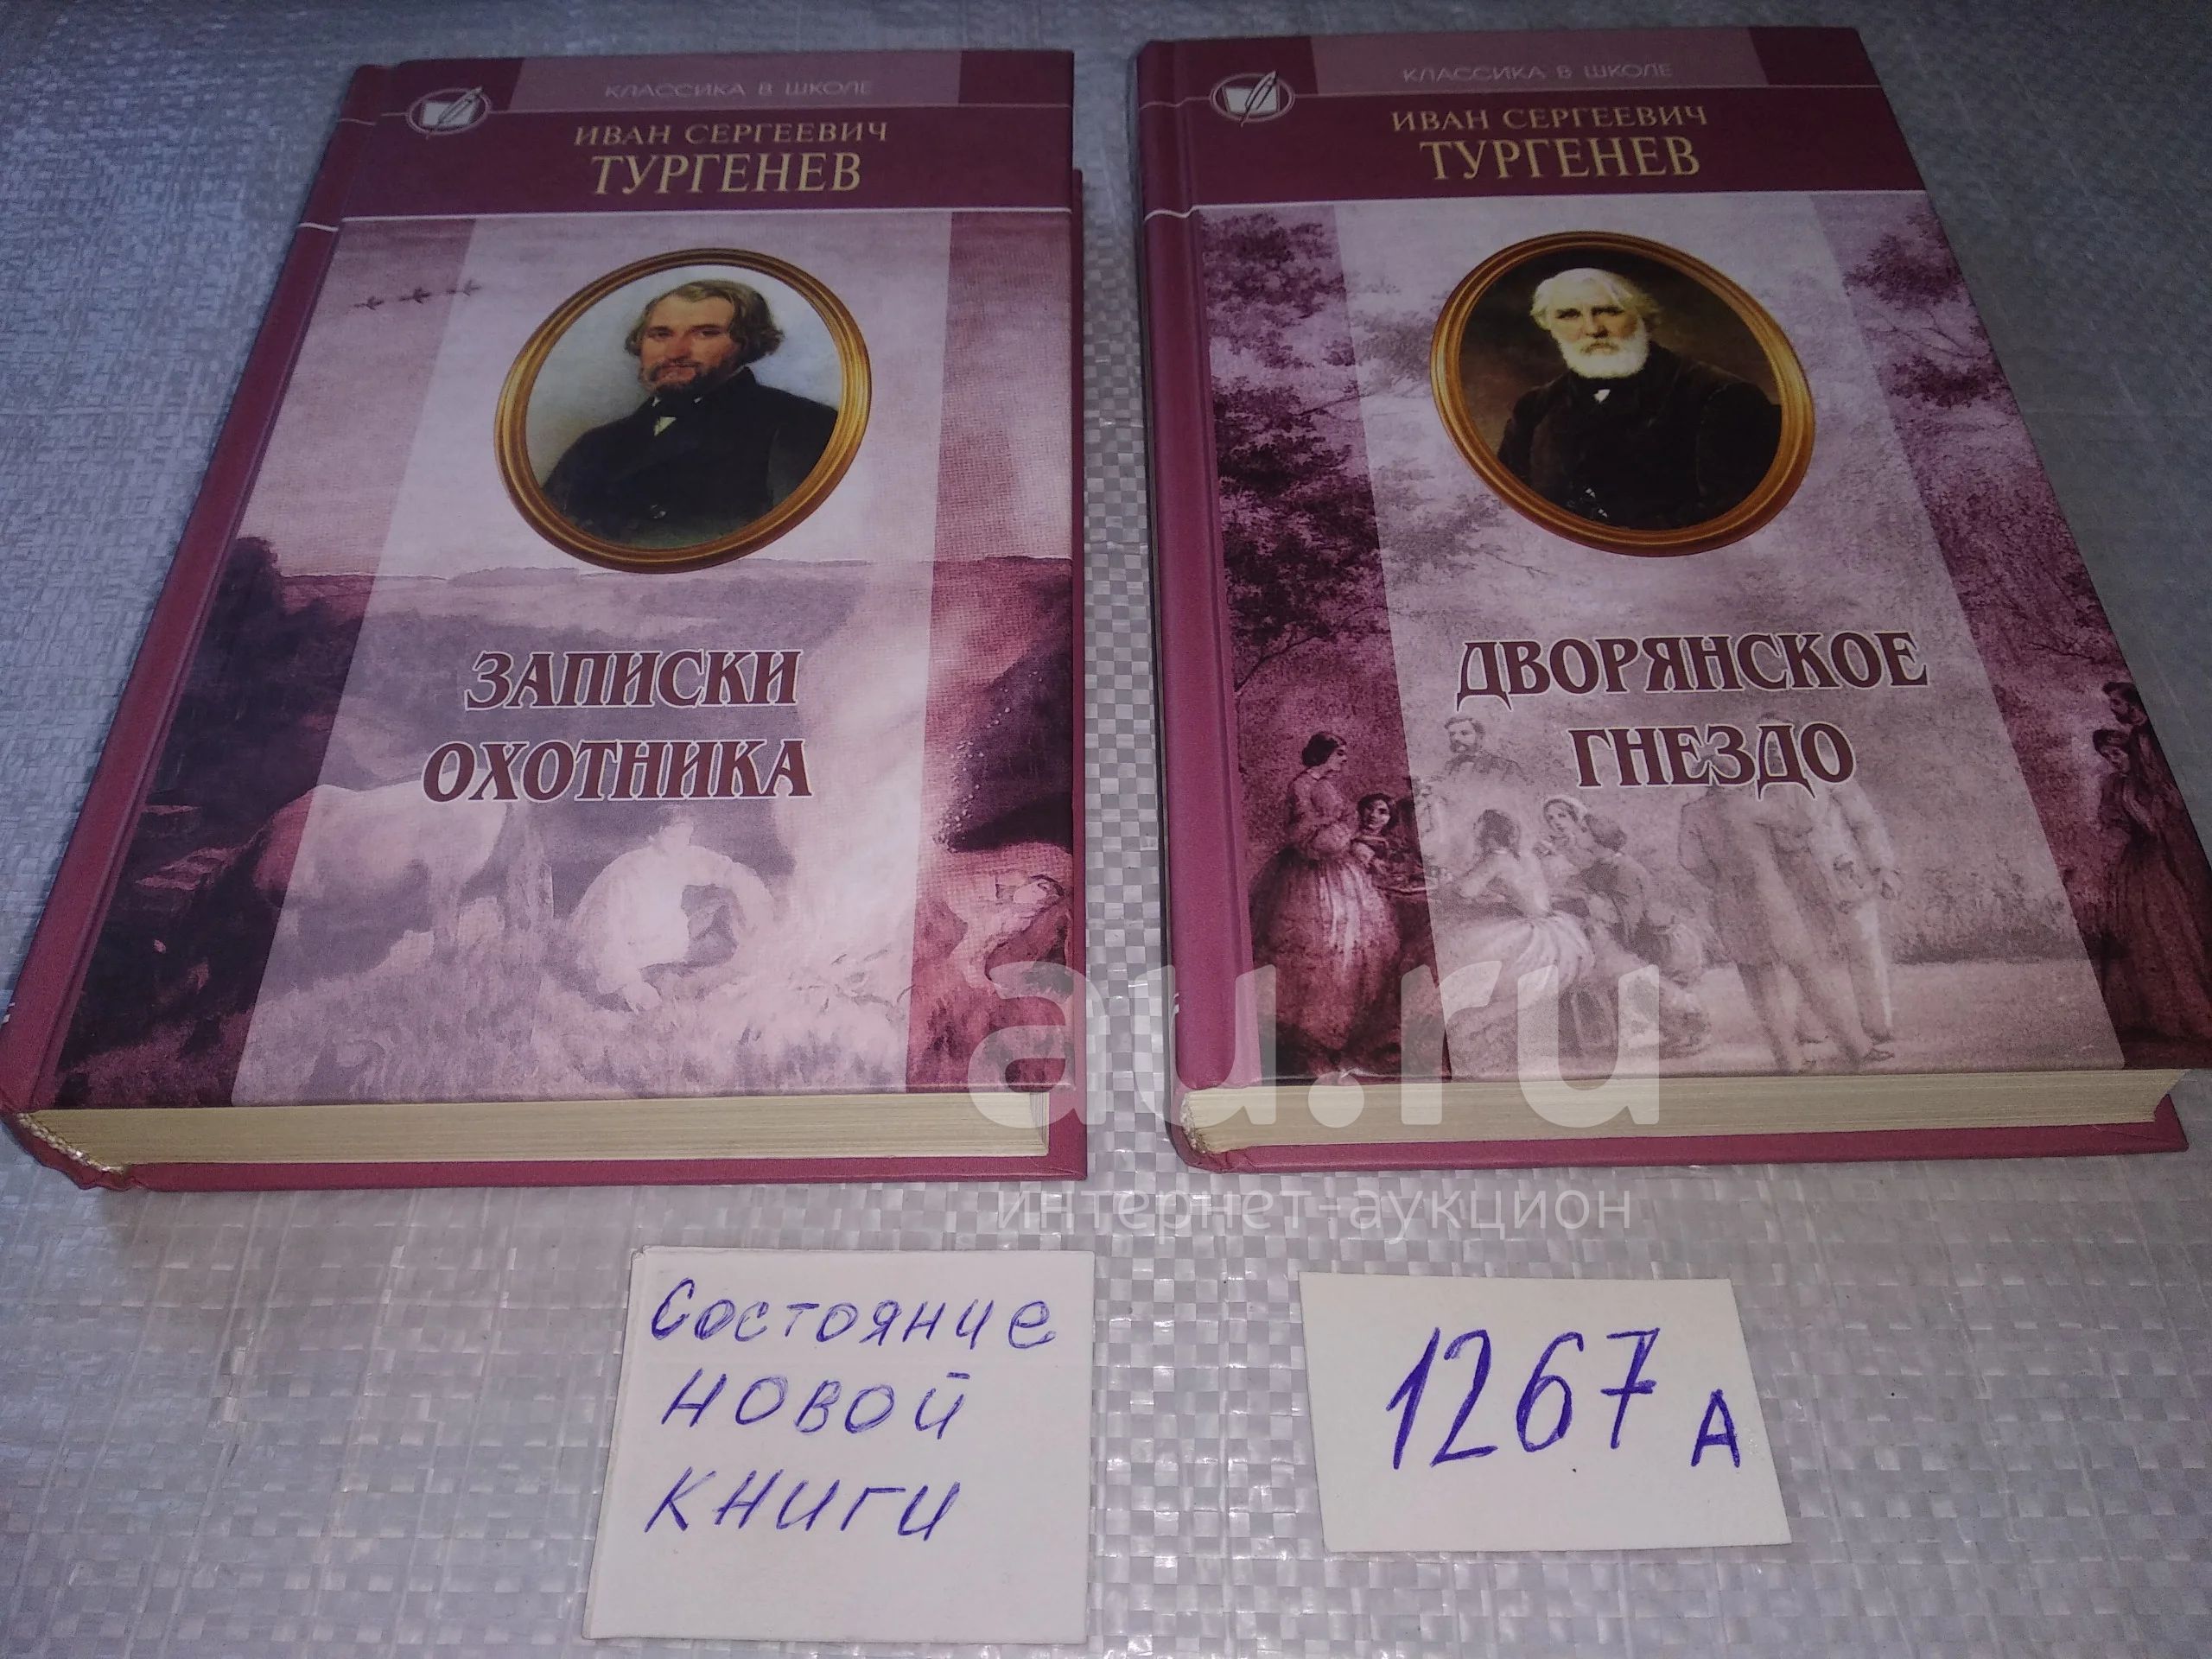 КЛАССИКА В ШКОЛЕ
ИВАН СЕРГЕЕВИЧ
ТУРГЕНЕВ
ЗАПИСКИ
ОХОТНИКА
КЛАССИКА В ШКОЛЕ
ИВАН СЕРГЕЕВИЧ
ТУРГЕНЕВ
ДВОРЯНСКОЕ
ГНЕЗДО
au.ru
интернет-аукцион
Состояние
новой
книги
1267 А